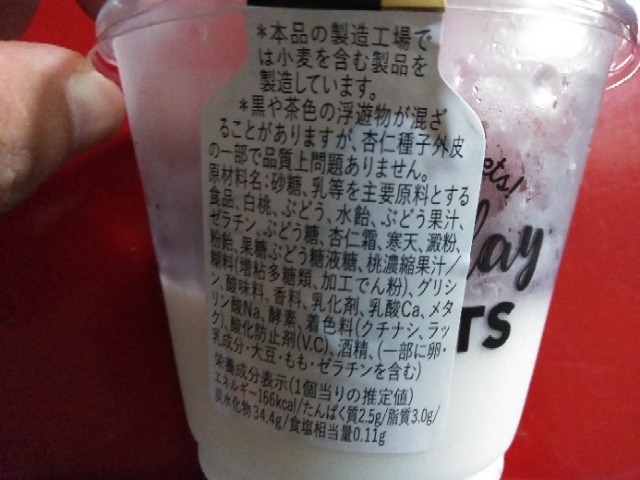 *本品の製造工場で
は小麦を含む製品を
製造しています。
*黒や茶色の浮遊物が混ざ
ることがありますが、杏仁種子外皮
の一部で品質上問題ありません。
原材料名:砂糖、乳等を主要原料とする
食品、白桃、ぶどう、水飴、ぶどう果汁、
ゼラチン、ぶどう糖、杏仁霜、寒天、澱粉、
粉飴、果糖ぶどう糖液糖、桃濃縮果汁/
糊料(増粘多糖類、加工でん粉)、グリシ
ン、酸味料、香料、乳化剤、乳酸Ca、メタ
リン酸Na、酵素、着色料(クチナシ、ラッ
ク)、酸化防止剤(V.C)、酒精、(一部に卵・
乳成分・大豆・もも・ゼラチンを含む)
栄養成分表示(1個当りの推定値)
エネルギー166kcal/たんぱく質2.5g/脂質3.0g/
炭水化物34.4g/食塩相当量0.11g
ets!
lay
TS